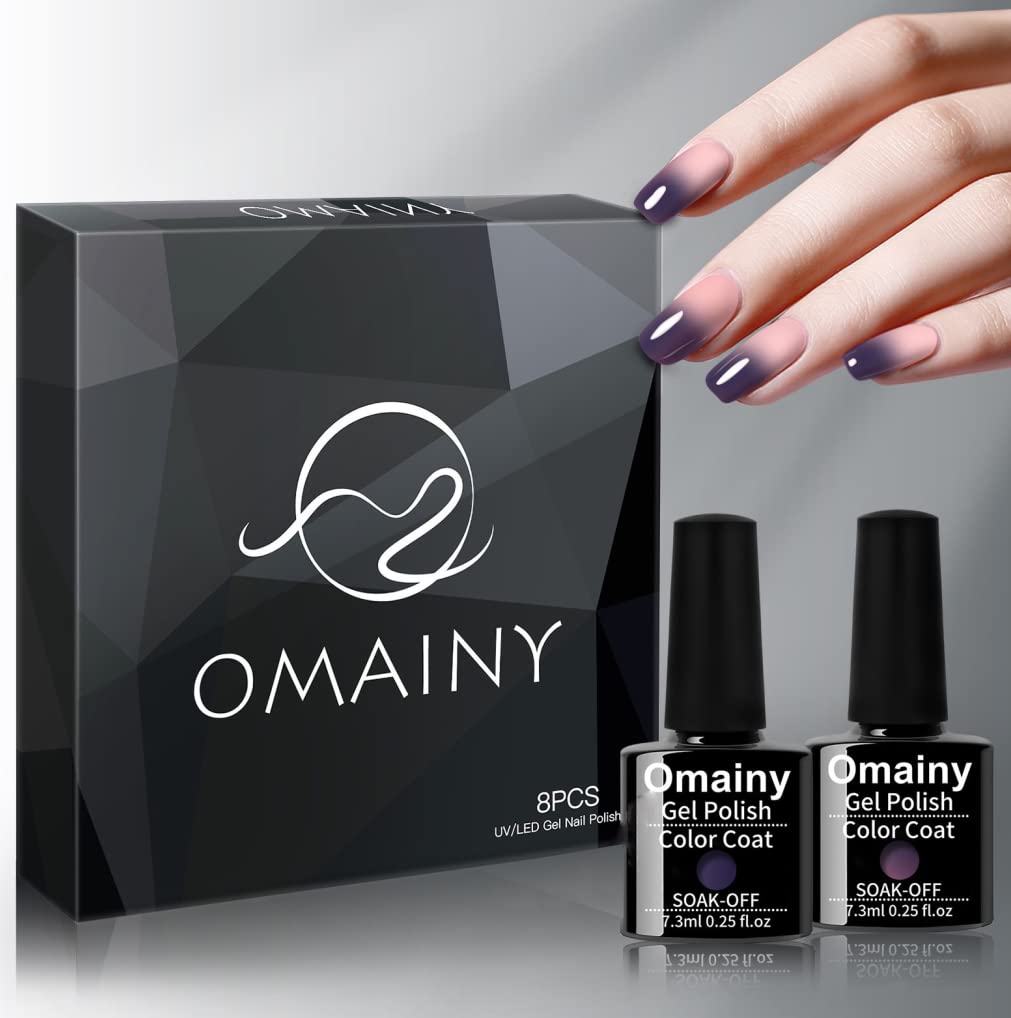 OMAINY
OMAINY
8PCS
UV/LED Gel Nail Polish
Omainy
Gel Polish
Color Coat
SOAK-OFF
7.3ml 0.25 fl.oz
Omainy
Gel Polish
Color Coat
SOAK-OFF
7.3ml 0.25 fl.oz